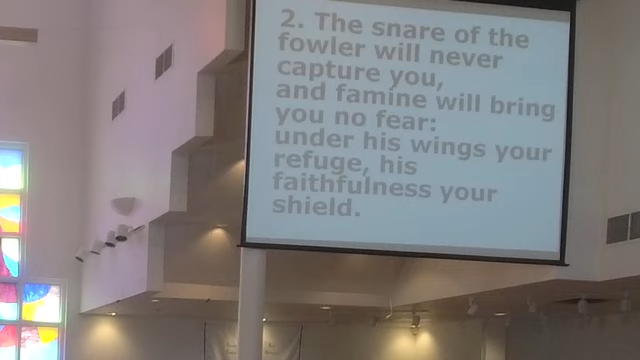 2. The snare of the
fowler will never
capture you,
and famine will bring
you no fear:
under his wings your
refuge, his
faithfulness your
shield.